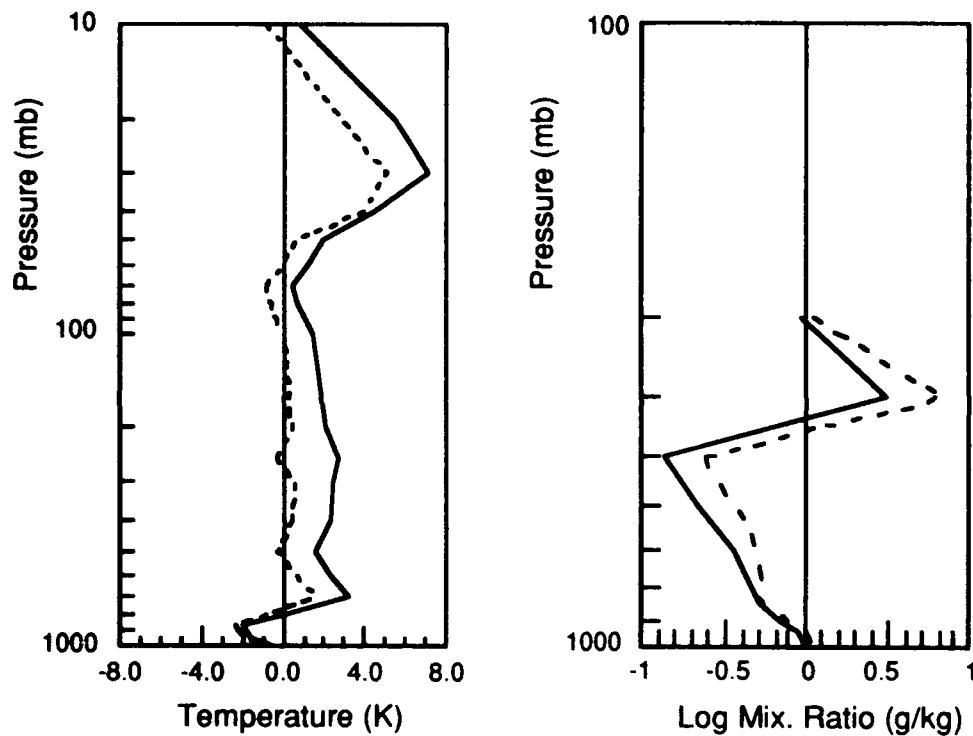 10
Pressure (mb)
100
1000
-8.0 -4.0 0.0 4.0 8.0
Temperature (K)
100
Pressure (mb)
1000
-1 -0.5 0 0.5 1
Log Mix. Ratio (g/kg)